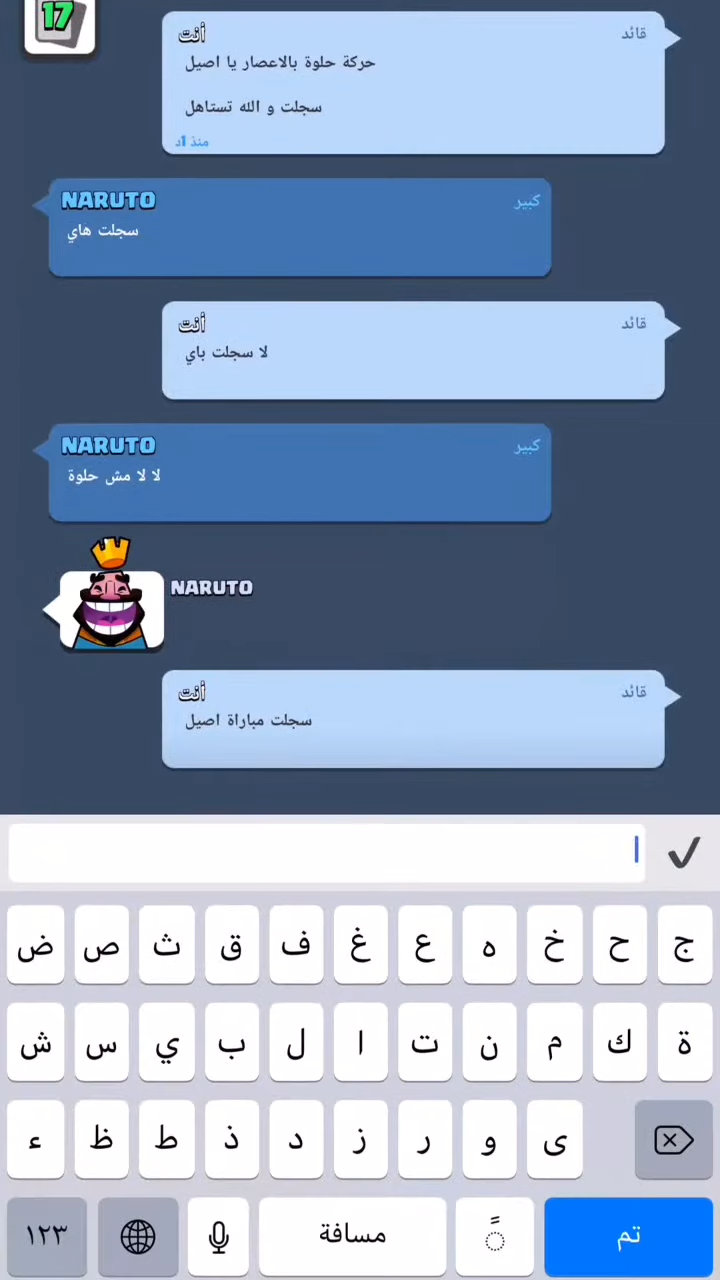 17
أنت
قائد
حركة حلوة بالاعصار يا اصيل
سجلت و الله تستاهل
منذ 1د
NARUTO
كبير
سجلت هاي
أنت
قائد
لا سجلت باي
NARUTO
كبير
لا لا مش حلوة
NARUTO
أنت
قائد
سجلت مباراة اصيل
ض ص ث ق ف غ ع ه خ ح ج
ش س ي ب ل ا ت ن م ك ة
ء ظ ط ذ د ز ر و ى
١٢٣
مسافة
تم